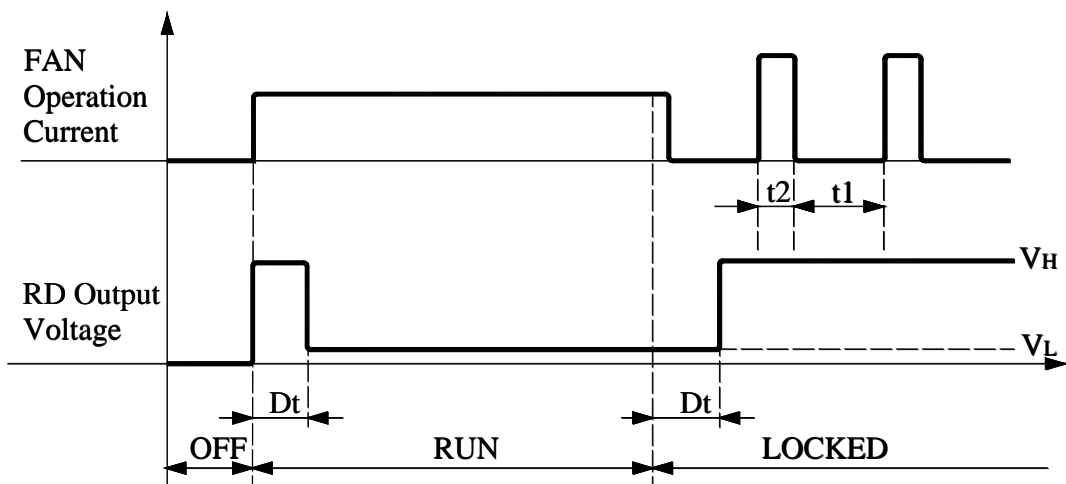 FAN
Operation
Current
t2
t1
RD Output
Voltage
VH
VL
Dt
Dt
OFF
RUN
LOCKED